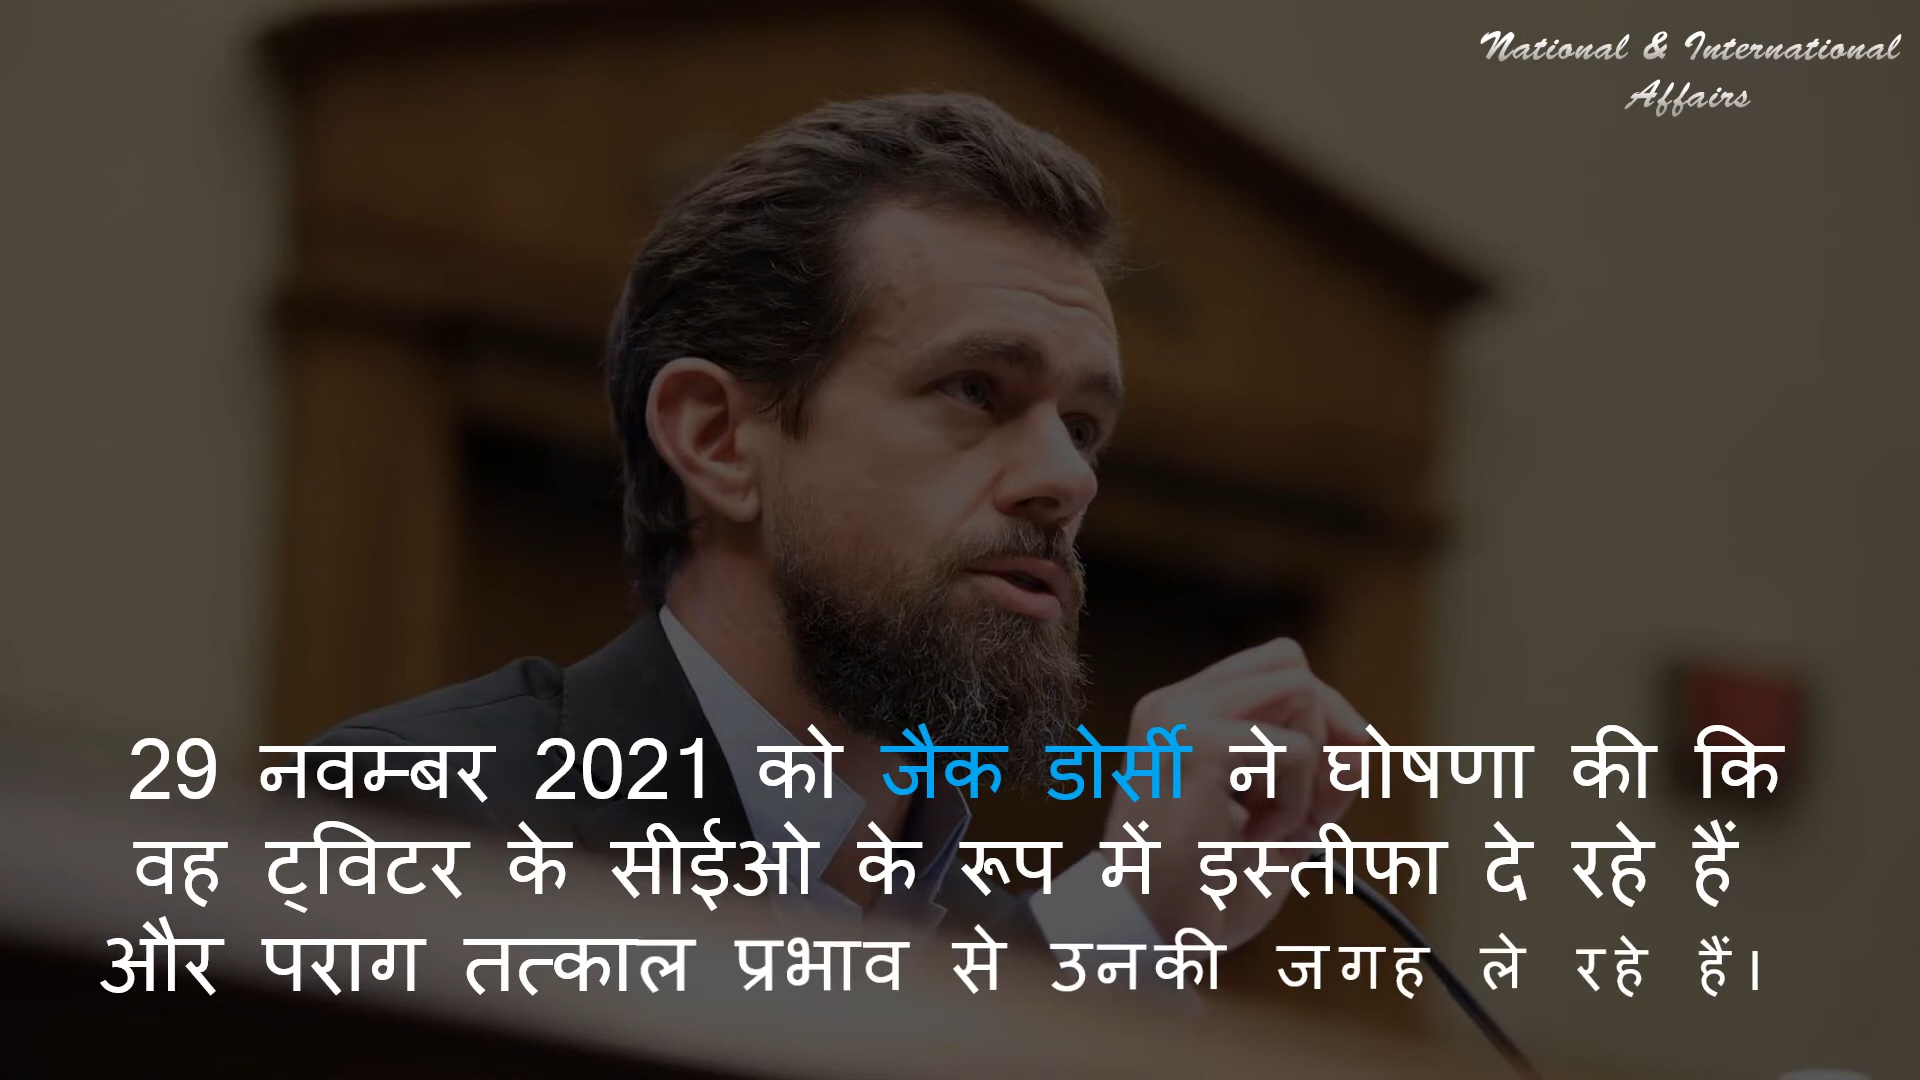 National & International
Affairs
29 नवम्बर 2021 को जैक डोर्सी ने घोषणा की कि
वह ट्विटर के सीईओ के रूप में इस्तीफा दे रहे हैं
और पराग तत्काल प्रभाव से उनकी जगह ले रहे हैं।